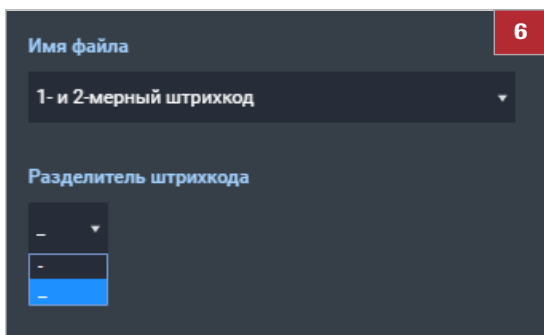 6
Имя файла
1- и 2-мерный штрихкод
Разделитель штрихкода
_
-
_